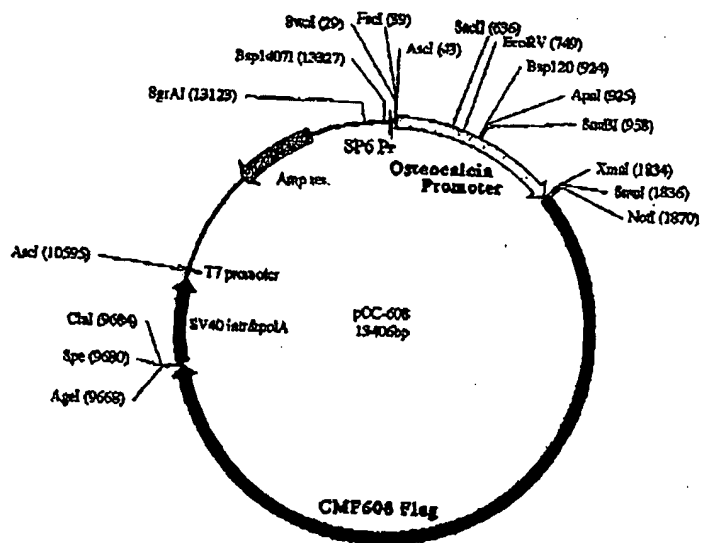 SwaI (29)
FseI (39)
AscI (43)
SacII (636)
EcoRV (749)
Bsp120 (924)
ApaI (925)
SnaBI (958)
Bsp1407I (13327)
SgrAI (13123)
SP6 Pr
Osteocalcin
Promoter
XmaI (1834)
SmaI (1836)
NotI (1870)
Amp res.
AscI (10595)
T7 promoter
SV40 intr&polA
pOC-608
13406bp
ClaI (9684)
Spe (9680)
AgeI (9668)
CMF608 Flag